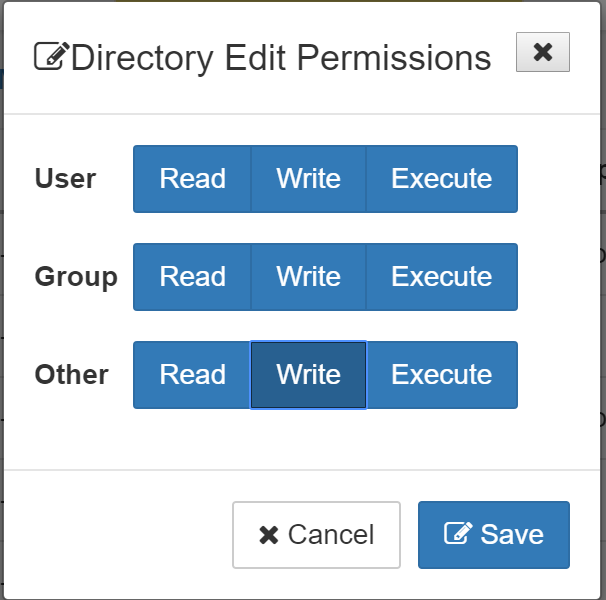 Directory Edit Permissions
User Read Write Execute
Group Read Write Execute
Other Read Write Execute
Cancel Save